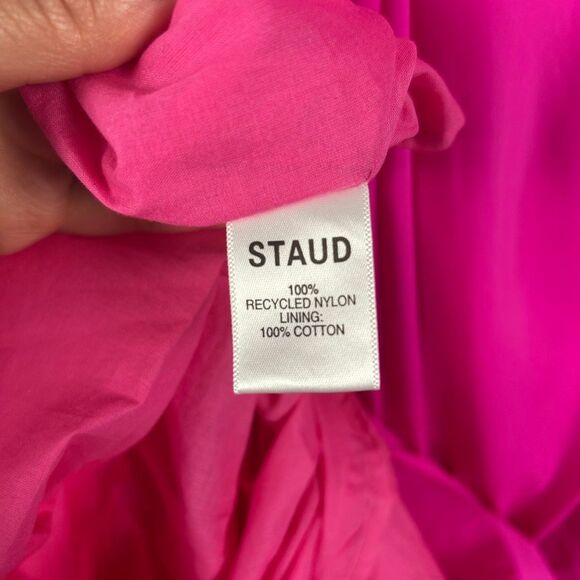 STAUD
100%
RECYCLED NYLON
LINING:
100% COTTON